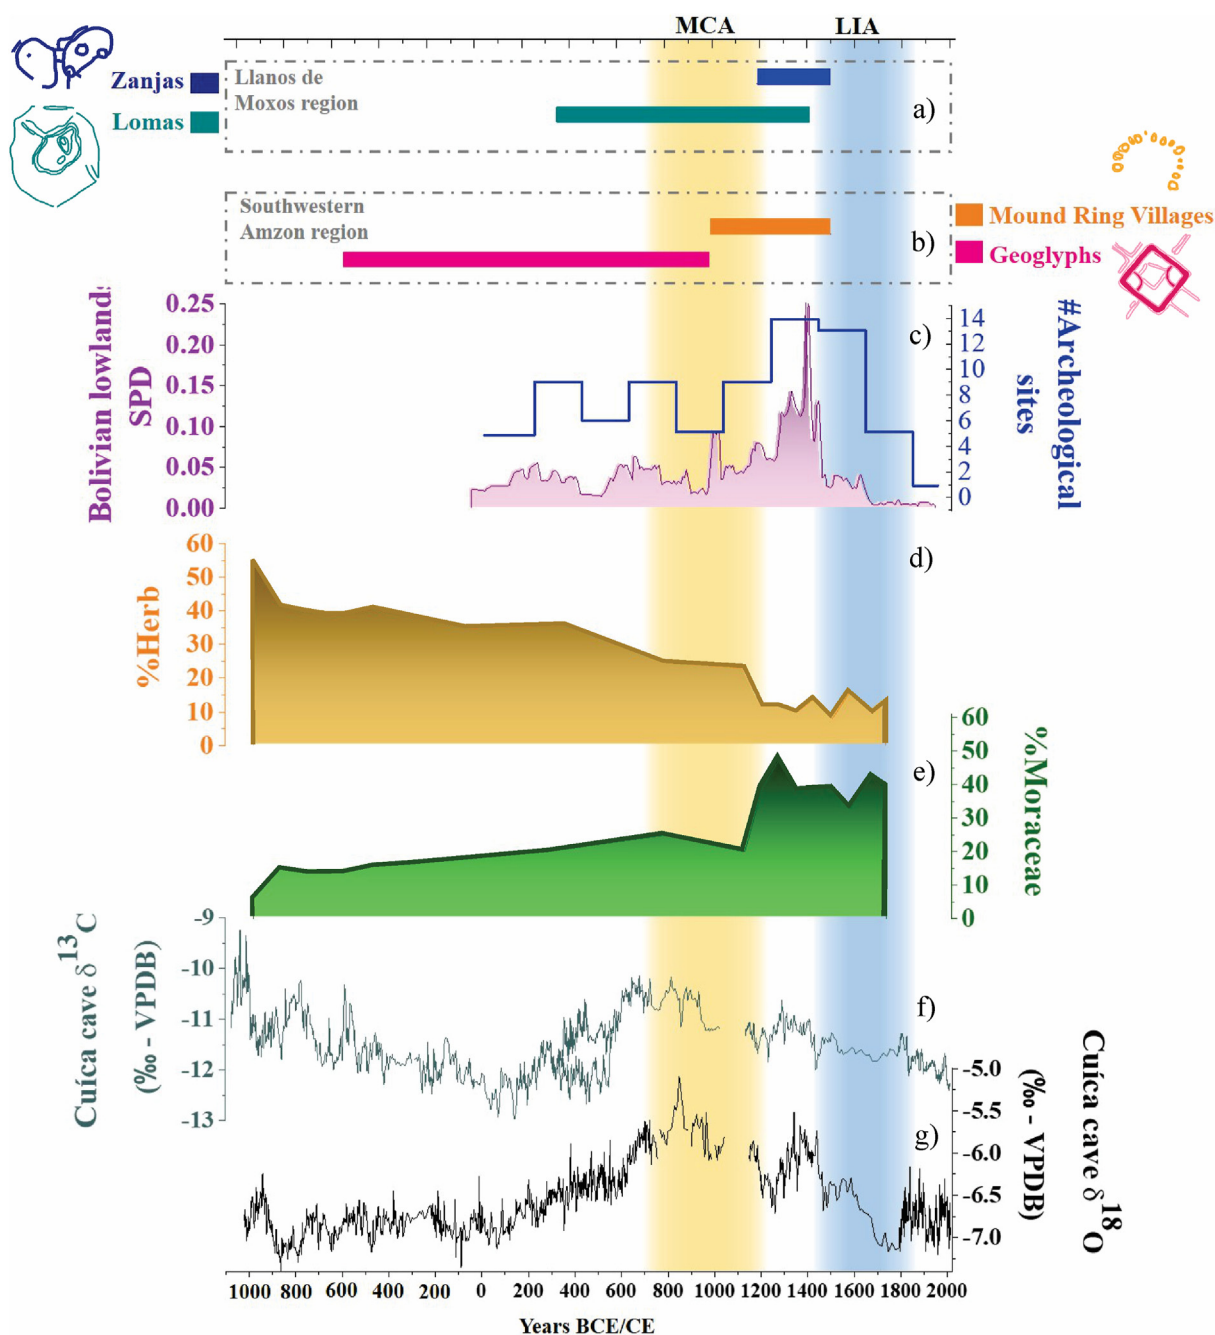 MCA LIA
Zanjas
Lomas
Llanos de
Moxos region
a)
Southwestern
Amzon region
b)
Mound Ring Villages
Geoglyphs
Bolivian lowlands
SPD
0.25
0.20
0.15
0.10
0.05
0.00
c)
14
12
10
8
6
4
2
0
#Archeological
sites
%Herb
60
50
40
30
20
10
0
d)
e)
60
50
40
30
20
10
0
%Moraceae
Cuíca cave δ13C
(‰ - VPDB)
-9
-10
-11
-12
-13
f)
g)
-5.0
-5.5
-6.0
-6.5
-7.0
(‰ - VPDB)
Cuíca cave δ18O
1000 800 600 400 200 0 200 400 600 800 1000 1200 1400 1600 1800 2000
Years BCE/CE